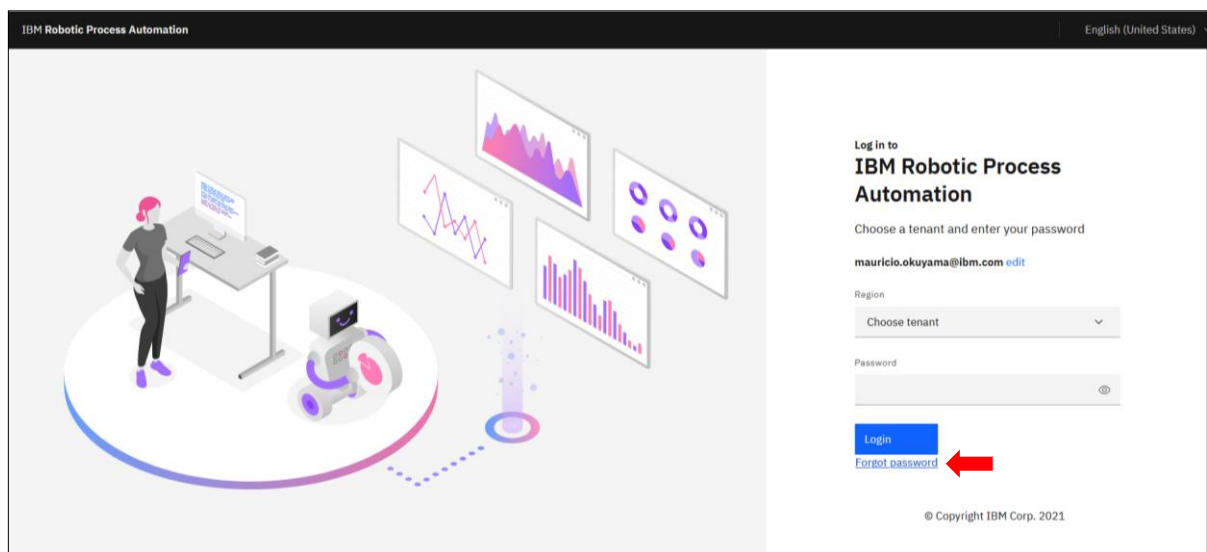 IBM Robotic Process Automation
English (United States)
Log in to
IBM Robotic Process
Automation
Choose a tenant and enter your password
mauricio.okuyama@ibm.com edit
Region
Choose tenant
Password
Login
Forgot password
© Copyright IBM Corp. 2021